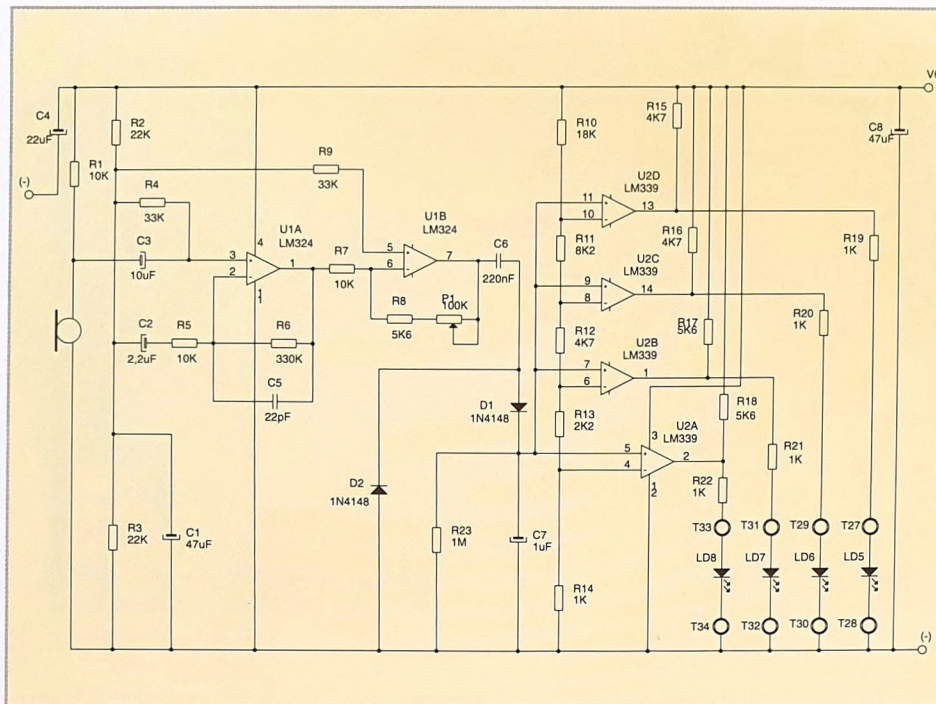 C4
22uF
(-)
R1
10K
R2
22K
R4
33K
C3
10uF
C2
2,2uF
R5
10K
R3
22K
C1
47uF
U1A
LM324
4
3
2
1
1
1
R6
330K
C5
22pF
R7
10K
R9
33K
U1B
LM324
5
6
7
R8
5K6
P1
100K
C6
220nF
D1
1N4148
D2
1N4148
R23
1M
C7
1uF
R10
18K
R11
8K2
R12
4K7
R13
2K2
R14
1K
U2D
LM339
11
10
13
U2C
LM339
9
8
14
U2B
LM339
7
6
1
U2A
LM339
3
5
4
2
1
2
R15
4K7
R16
4K7
R17
5K6
R18
5K6
R19
1K
R20
1K
R21
1K
R22
1K
T33
T31
T29
T27
LD8
LD7
LD6
LD5
T34
T32
T30
T28
C8
47uF
(-)